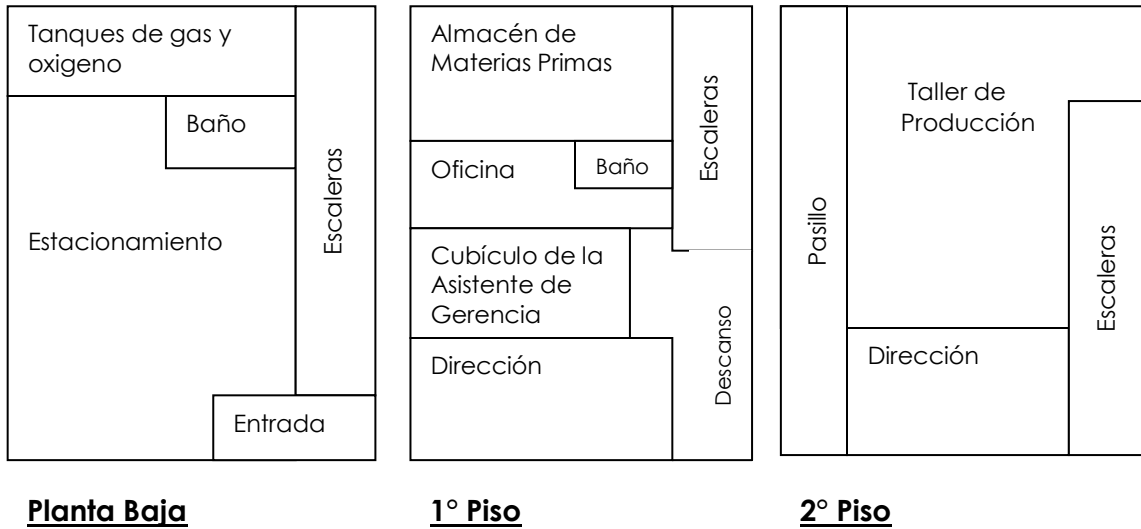 Tanques de gas y
oxigeno
Baño
Estacionamiento
Escaleras
Entrada
Planta Baja
Almacén de
Materias Primas
Escaleras
Oficina
Baño
Cubículo de la
Asistente de
Gerencia
Descanso
Dirección
1° Piso
Pasillo
Taller de
Producción
Escaleras
Dirección
2° Piso